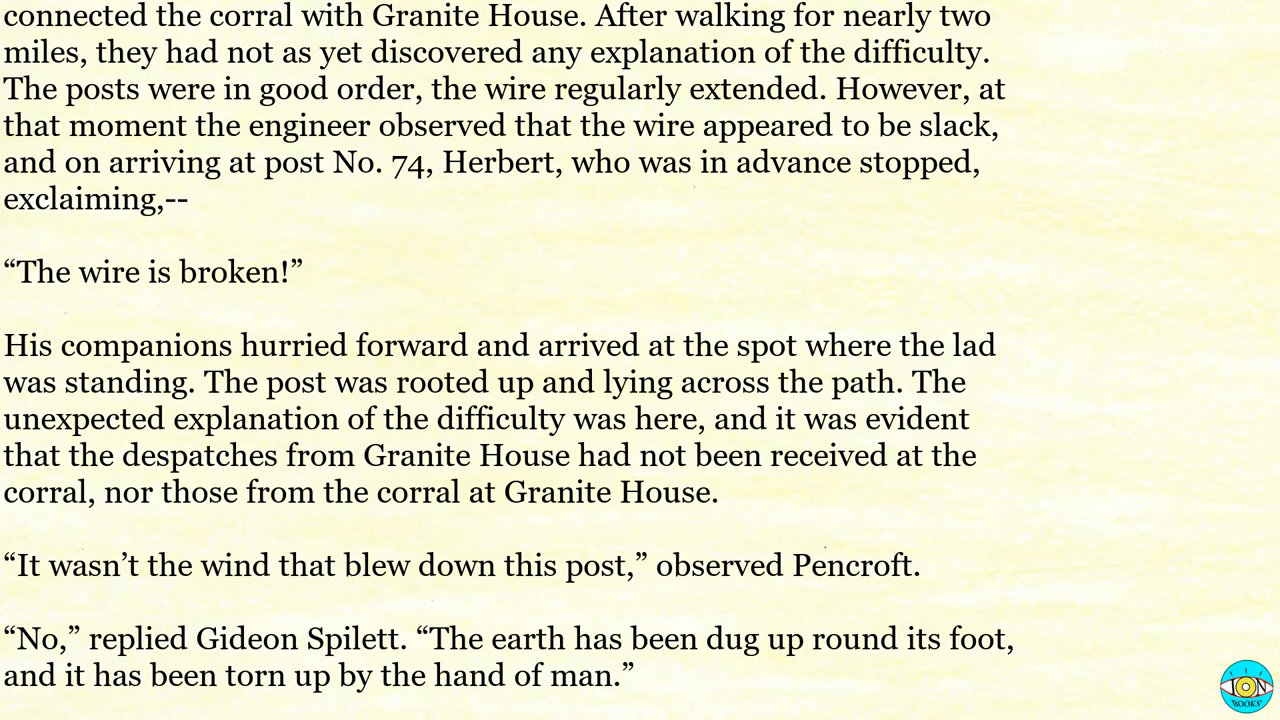 connected the corral with Granite House. After walking for nearly two
miles, they had not as yet discovered any explanation of the difficulty.
The posts were in good order, the wire regularly extended. However, at
that moment the engineer observed that the wire appeared to be slack,
and on arriving at post No. 74, Herbert, who was in advance stopped,
exclaiming,--
“The wire is broken!”
His companions hurried forward and arrived at the spot where the lad
was standing. The post was rooted up and lying across the path. The
unexpected explanation of the difficulty was here, and it was evident
that the despatches from Granite House had not been received at the
corral, nor those from the corral at Granite House.
“It wasn’t the wind that blew down this post,” observed Pencroft.
“No,” replied Gideon Spilett. “The earth has been dug up round its foot,
and it has been torn up by the hand of man.”
ION
BOOKS